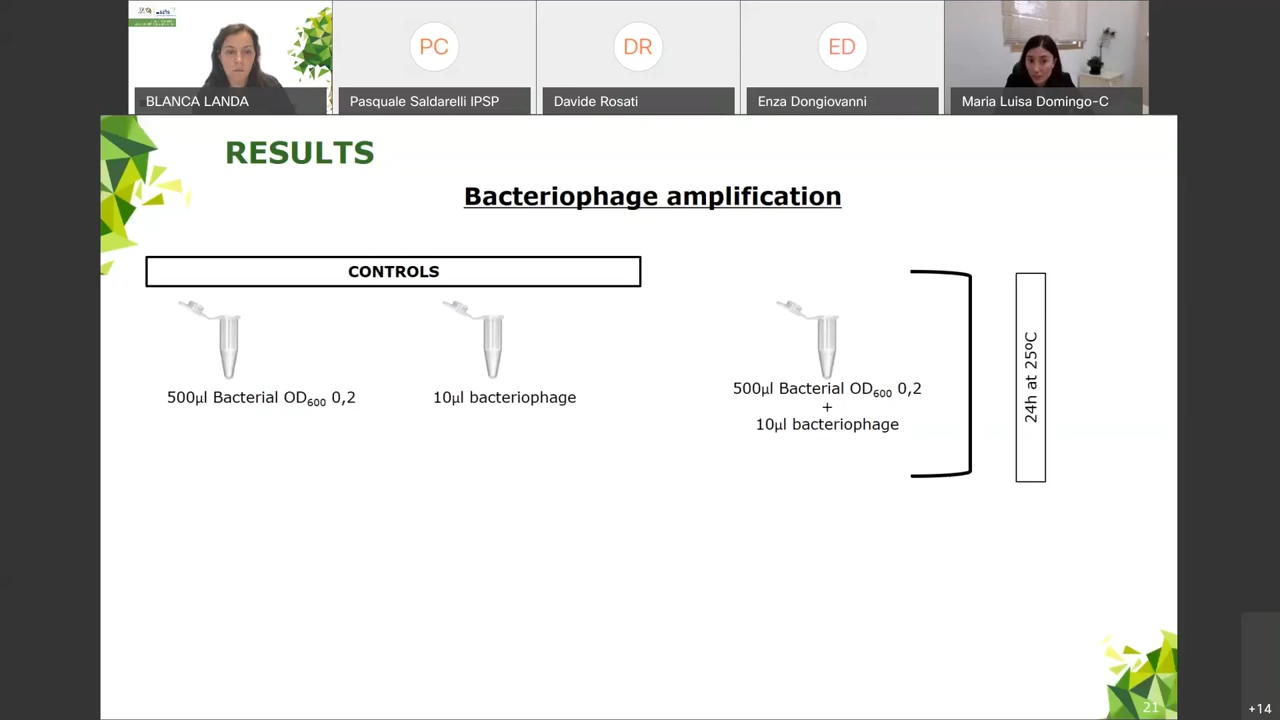 PC
DR
ED
BLANCA LANDA
Pasquale Saldarelli IPSP
Davide Rosati
Enza Dongiovanni
Maria Luisa Domingo-C
RESULTS
Bacteriophage amplification
CONTROLS
500µl Bacterial OD600 0,2
10µl bacteriophage
500µl Bacterial OD600 0,2
+
10µl bacteriophage
24h at 25ºC
21
+14